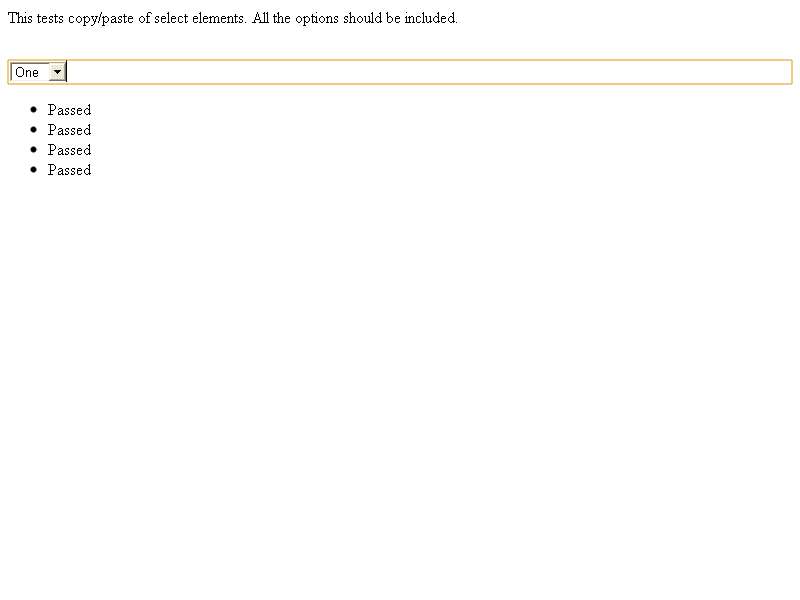 This tests copy/paste of select elements. All the options should be included.
One
Passed
Passed
Passed
Passed